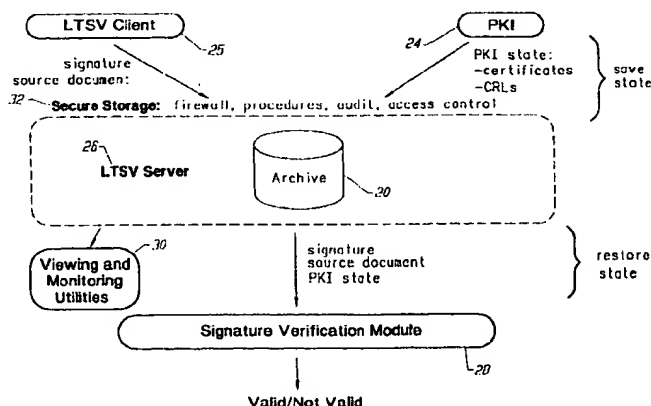 LTSV Client
25
PKI
24
signature
source document:
PKI state:
-certificates
-CRLs
save
state
32
Secure Storage: firewall, procedures, audit, access control
26
LTSV Server
Archive
20
30
Viewing and
Monitoring
Utilities
signature
source document
PKI state
restore
state
Signature Verification Module
28
Valid/Not Valid